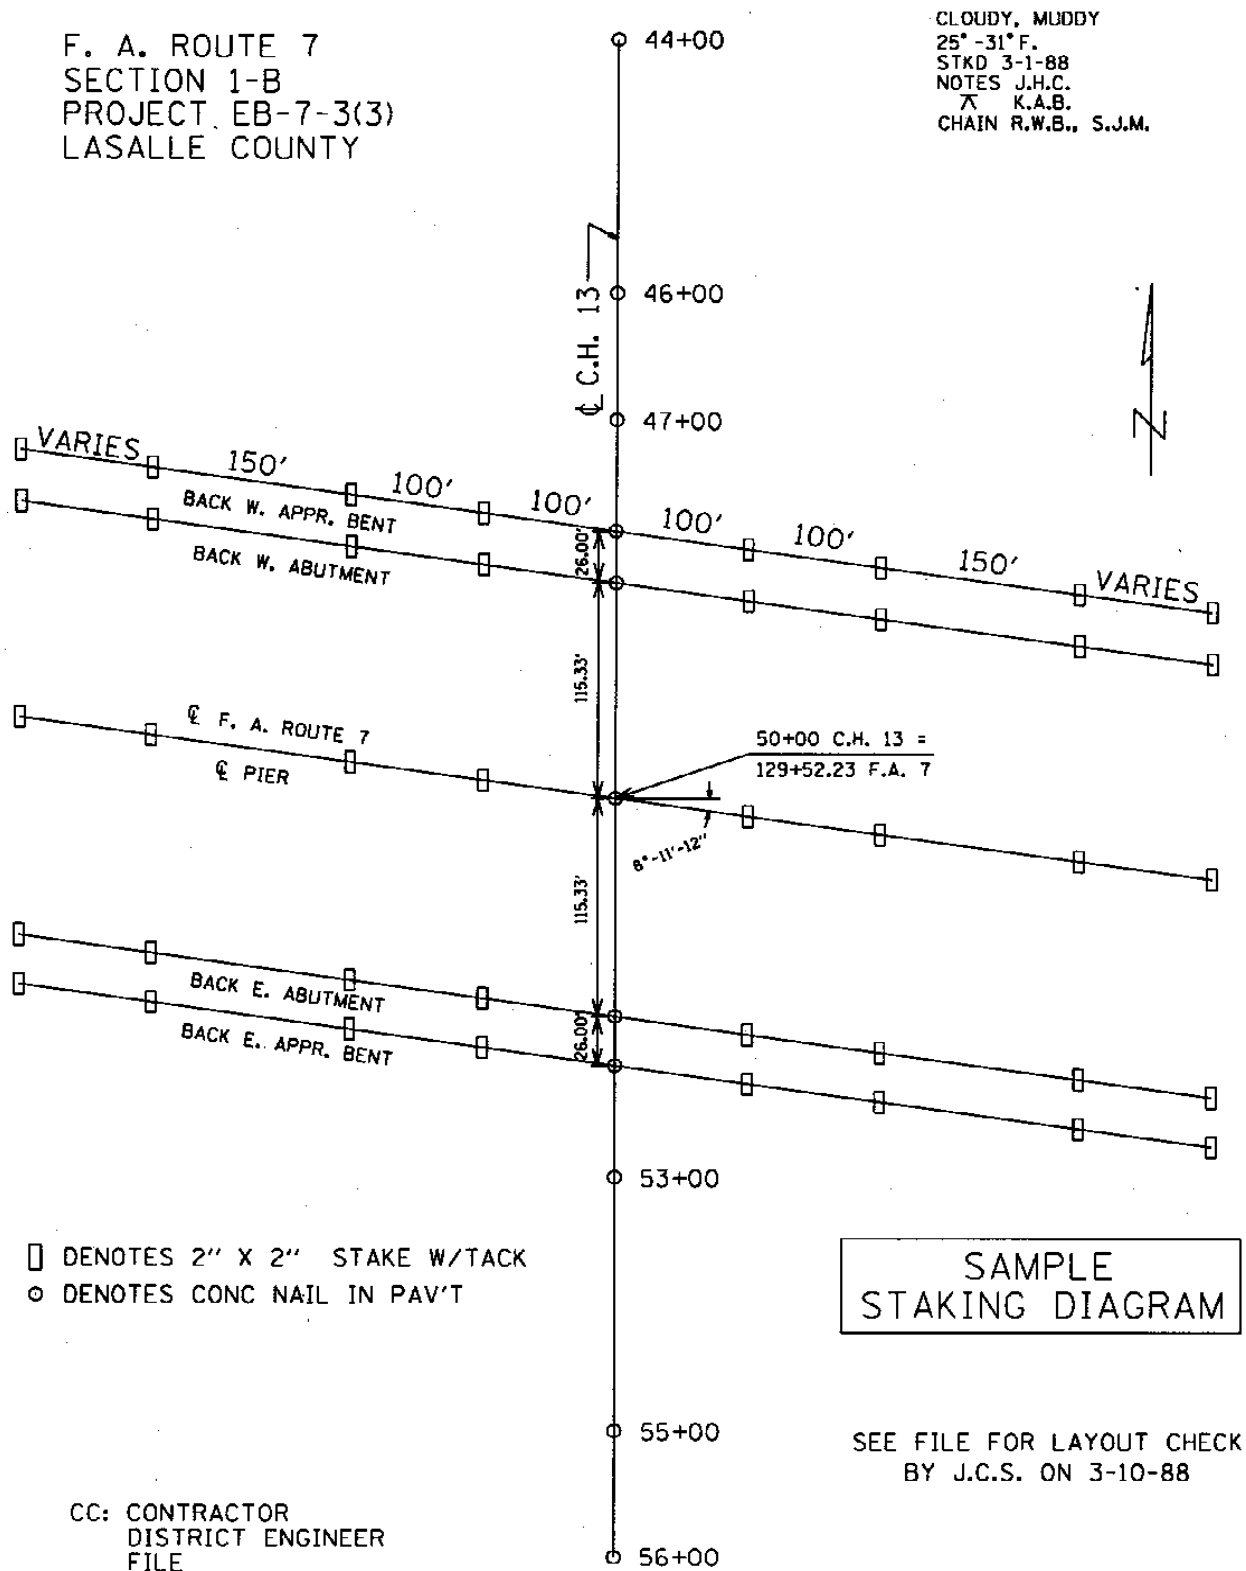 F. A. ROUTE 7
SECTION 1-B
PROJECT EB-7-3(3)
LASALLE COUNTY
CLOUDY, MUDDY
25°-31°F.
STKD 3-1-88
NOTES J.H.C.
K.A.B.
CHAIN R.W.B., S.J.M.
44+00
46+00
℄ C.H. 13
47+00
N
VARIES
150'
100'
100'
100'
100'
150'
VARIES
BACK W. APPR. BENT
BACK W. ABUTMENT
26.00'
115.33'
℄ F. A. ROUTE 7
℄ PIER
50+00 C.H. 13 =
129+52.23 F.A. 7
8°-11'-12"
115.33'
BACK E. ABUTMENT
BACK E. APPR. BENT
26.00'
53+00
DENOTES 2" X 2" STAKE W/TACK
DENOTES CONC NAIL IN PAV'T
SAMPLE
STAKING DIAGRAM
55+00
SEE FILE FOR LAYOUT CHECK
BY J.C.S. ON 3-10-88
CC: CONTRACTOR
DISTRICT ENGINEER
FILE
56+00